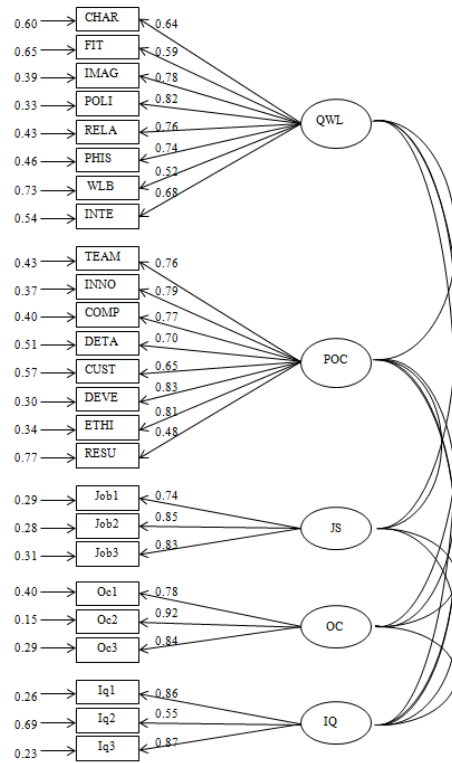 0.60 CHAR 0.64
0.65 FIT 0.59
0.39 IMAG 0.78
0.33 POLI 0.82
QWL
0.43 RELA 0.76
0.46 PHIS 0.74
0.73 WLB 0.52
0.54 INTE 0.68
0.43 TEAM 0.76
0.37 INNO 0.79
0.40 COMP 0.77
POC
0.51 DETA 0.70
0.57 CUST 0.65
0.30 DEVE 0.83
0.34 ETHI 0.81
0.77 RESU 0.48
0.29 Job1 0.74
0.28 Job2 0.85 JS
0.31 Job3 0.83
0.40 Oc1 0.78
0.15 Oc2 0.92 OC
0.29 Oc3 0.84
0.26 Iq1 0.86
0.69 Iq2 0.55 IQ
0.23 Iq3 0.87